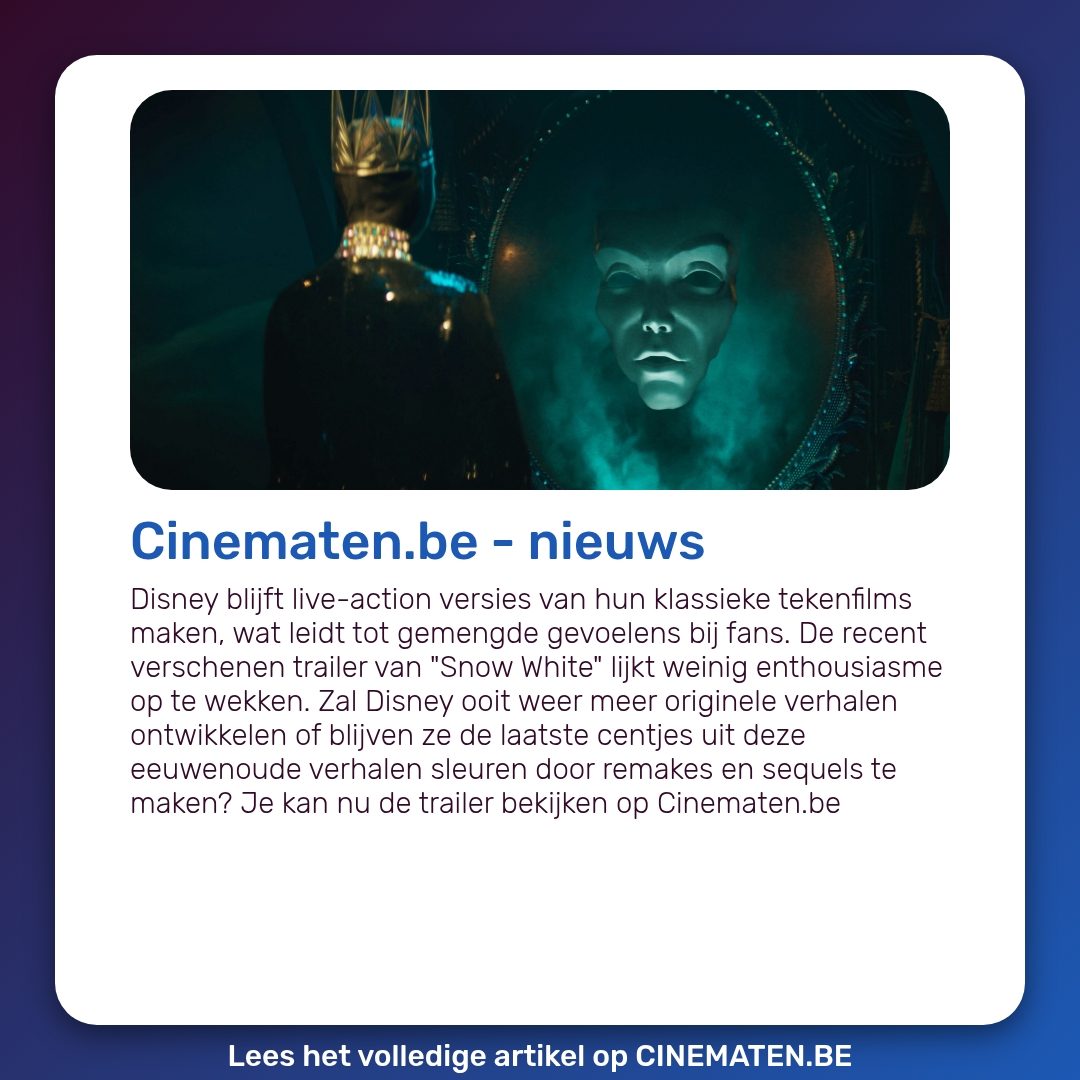 Cinematen.be - nieuws
Disney blijft live-action versies van hun klassieke tekenfilms
maken, wat leidt tot gemengde gevoelens bij fans. De recent
verschenen trailer van "Snow White" lijkt weinig enthousiasme
op te wekken. Zal Disney ooit weer meer originele verhalen
ontwikkelen of blijven ze de laatste centjes uit deze
eeuwenoude verhalen sleuren door remakes en sequels te
maken? Je kan nu de trailer bekijken op Cinematen.be
Lees het volledige artikel op CINEMATEN.BE